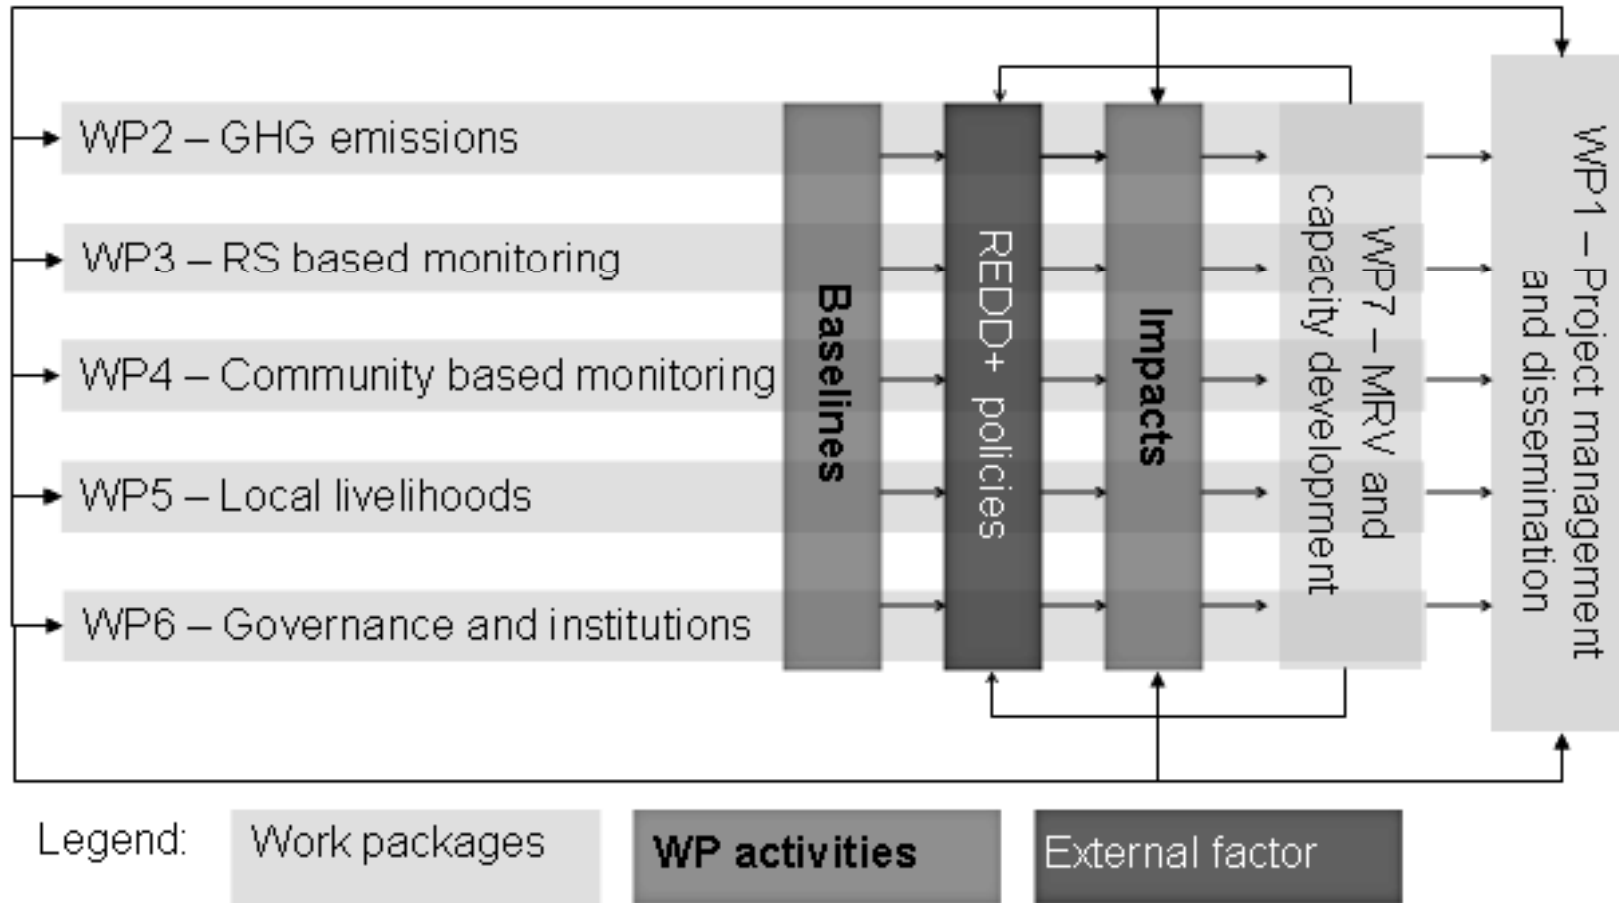 WP2 – GHG emissions
WP3 – RS based monitoring
WP4 – Community based monitoring
WP5 – Local livelihoods
WP6 – Governance and institutions
Baselines
REDD+ policies
Impacts
WP7 – MRV and
capacity development
WP1 – Project management
and dissemination
Legend:
Work packages
WP activities
External factor